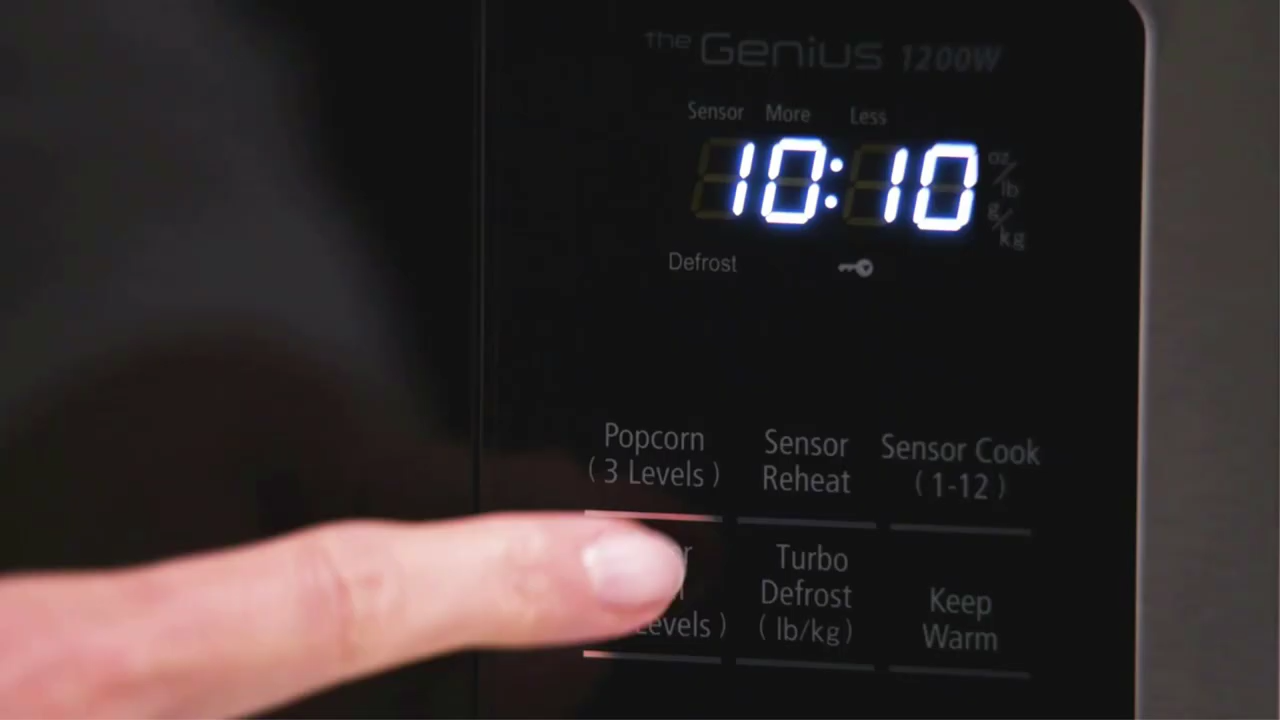 the Genius 1200W
Sensor More Less
10:10
oz/lb
g/kg
Defrost
Popcorn
( 3 Levels )
Sensor
Reheat
Sensor Cook
( 1-12 )
Levels )
Turbo
Defrost
( lb/kg )
Keep
Warm